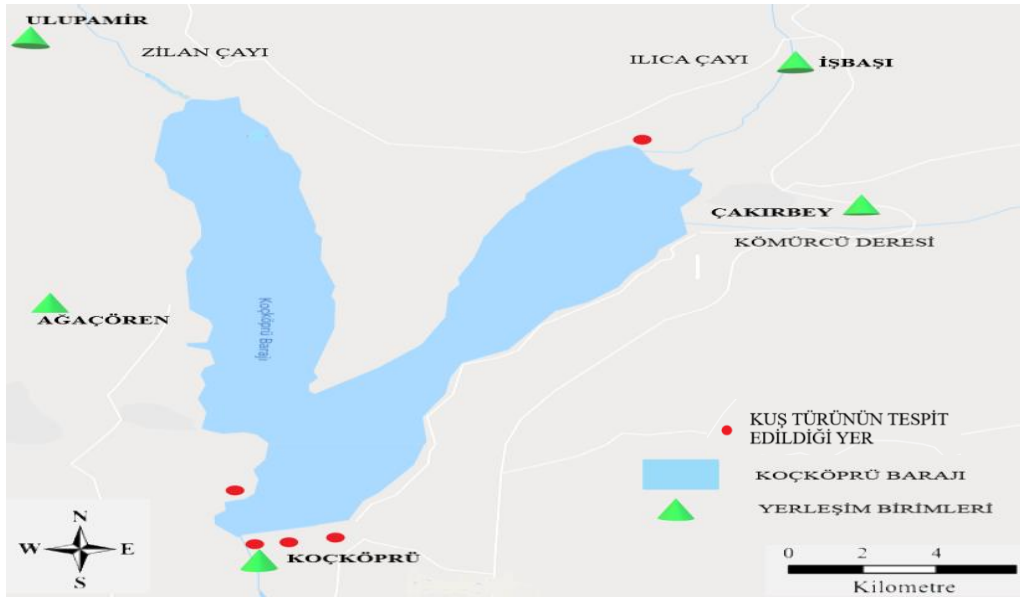 ULUPAMİR
ZİLAN ÇAYI
ILICA ÇAYI
İŞBAŞI
ÇAKIRBEY
KÖMÜRCÜ DERESİ
AĞAÇÖREN
Koçköprü Barajı
KUŞ TÜRÜNÜN TESPİT
EDİLDİĞİ YER
KOÇKÖPRÜ BARAJI
YERLEŞİM BİRİMLERİ
N
W E
S
KOÇKÖPRÜ
0 2 4
Kilometre